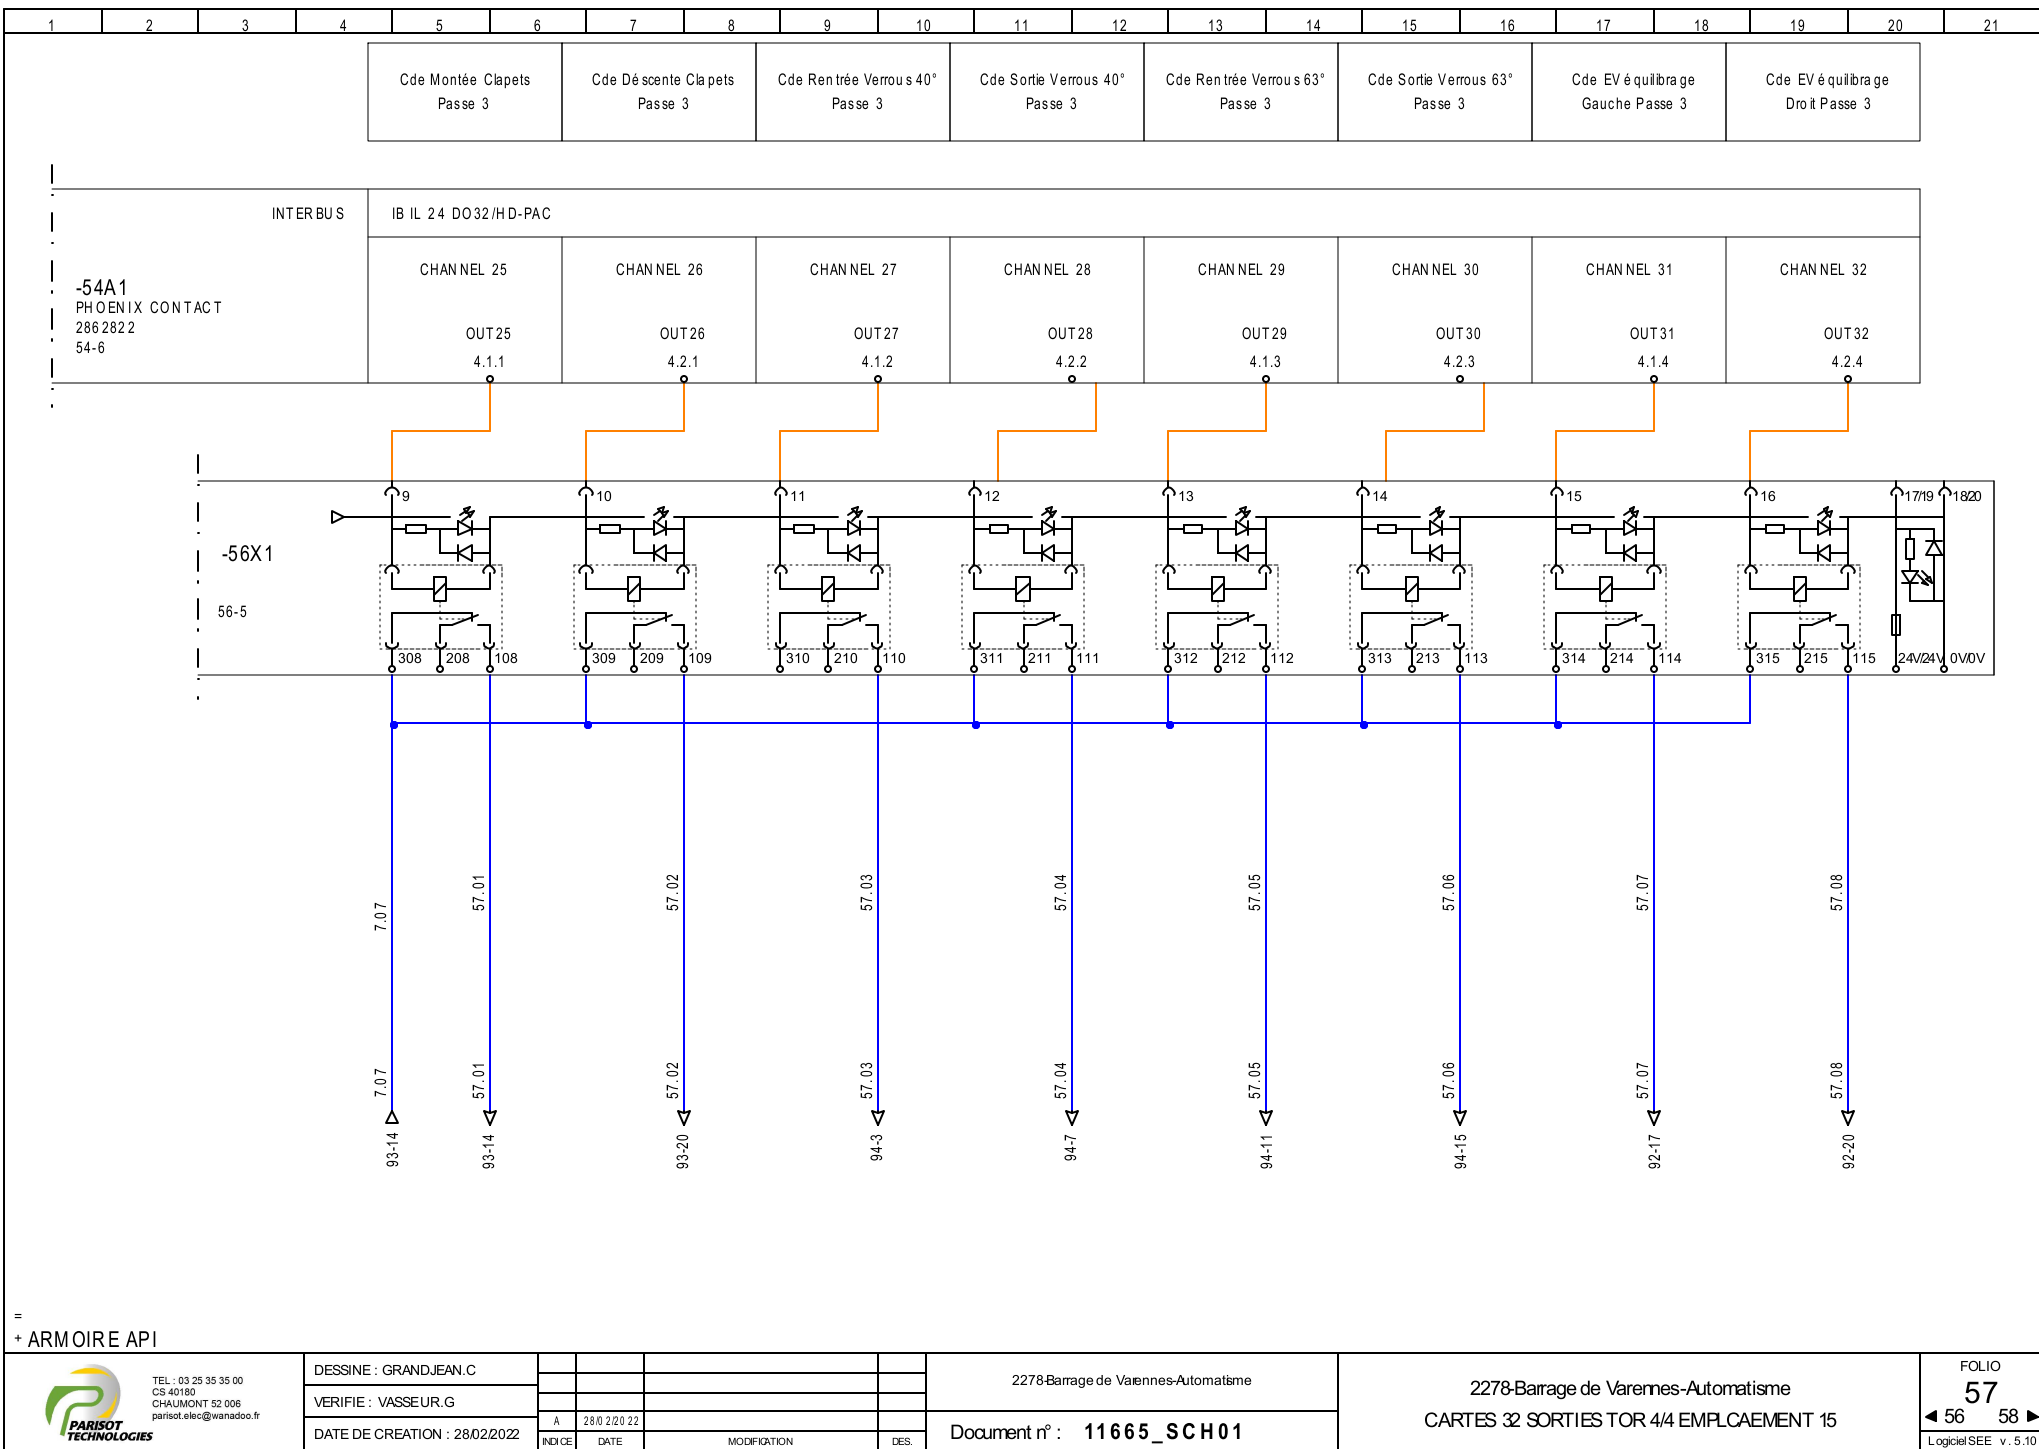 1 2 3 4 5 6 7 8 9 10 11 12 13 14 15 16 17 18 19 20 21
Cde Montée Clapets
Passe 3
Cde Déscente Clapets
Passe 3
Cde Rentrée Verrous 40°
Passe 3
Cde Sortie Verrous 40°
Passe 3
Cde Rentrée Verrous 63°
Passe 3
Cde Sortie Verrous 63°
Passe 3
Cde EV équilibrage
Gauche Passe 3
Cde EV équilibrage
Droit Passe 3
INTERBUS
IB IL 24 DO32/HD-PAC
-54A1
PHOENIX CONTACT
2862822
54-6
CHANNEL 25
OUT25
4.1.1
CHANNEL 26
OUT26
4.2.1
CHANNEL 27
OUT27
4.1.2
CHANNEL 28
OUT28
4.2.2
CHANNEL 29
OUT29
4.1.3
CHANNEL 30
OUT30
4.2.3
CHANNEL 31
OUT31
4.1.4
CHANNEL 32
OUT32
4.2.4
9 10 11 12 13 14 15 16 17/19 18/20
-56X1
56-5
308 208 108 309 209 109 310 210 110 311 211 111 312 212 112 313 213 113 314 214 114 315 215 115 24V/24V 0V/0V
7.07 57.01 57.02 57.03 57.04 57.05 57.06 57.07 57.08
7.07 57.01 57.02 57.03 57.04 57.05 57.06 57.07 57.08
93-14 93-14 93-20 94-3 94-7 94-11 94-15 92-17 92-20
=
+ ARMOIRE API
PARISOT
TECHNOLOGIES
TEL : 03 25 35 35 00
CS 40180
CHAUMONT 52 006
parisot.elec@wanadoo.fr
DESSINE : GRANDJEAN.C
VERIFIE : VASSEUR.G
DATE DE CREATION : 28/02/2022
A 28/02/2022
INDICE DATE MODIFICATION DES.
2278-Barrage de Varennes-Automatisme
Document n° : 11665_SCH01
2278-Barrage de Varennes-Automatisme
CARTES 32 SORTIES TOR 4/4 EMPLCAEMENT 15
FOLIO
57
56 58
Logiciel SEE v. 5.10